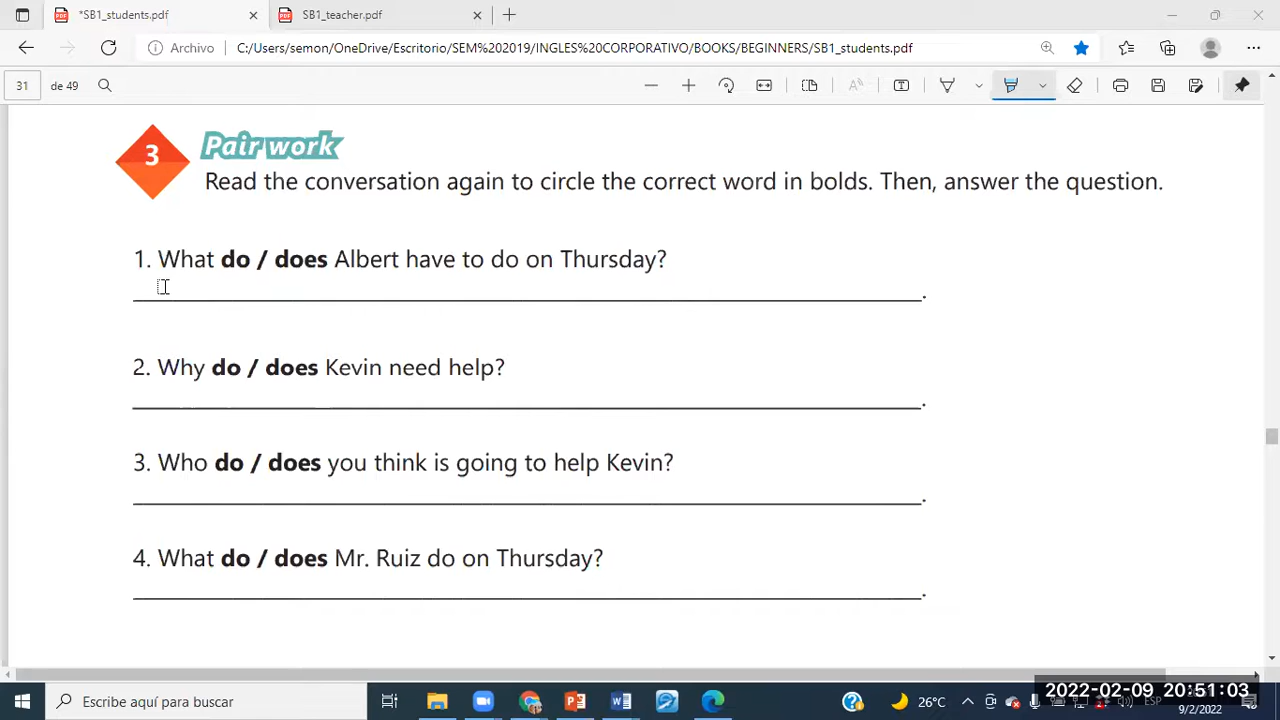 *SB1_students.pdf
SB1_teacher.pdf
Archivo
C:/Users/semon/OneDrive/Escritorio/SEM%202019/INGLES%20CORPORATIVO/BOOKS/BEGINNERS/SB1_students.pdf
31 de 49
3
Pair work
Read the conversation again to circle the correct word in bolds. Then, answer the question.
1. What do / does Albert have to do on Thursday?
2. Why do / does Kevin need help?
3. Who do / does you think is going to help Kevin?
4. What do / does Mr. Ruiz do on Thursday?
Escribe aquí para buscar
26°C
2022-02-09 20:51:03
9/2/2022